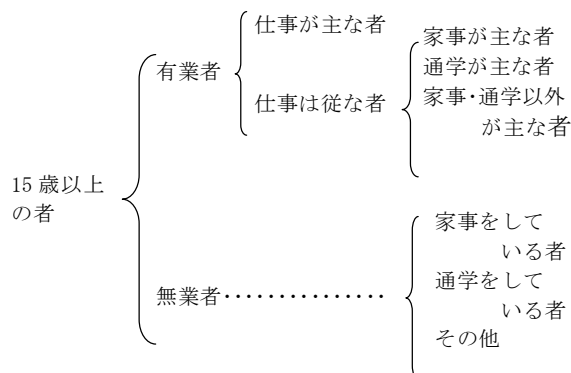 仕事が主な者
家事が主な者
有業者
通学が主な者
仕事は従な者
家事・通学以外
が主な者
15 歳以上
の者
家事をして
いる者
無業者・・・・・・・・・・・・・・・
通学をして
いる者
その他